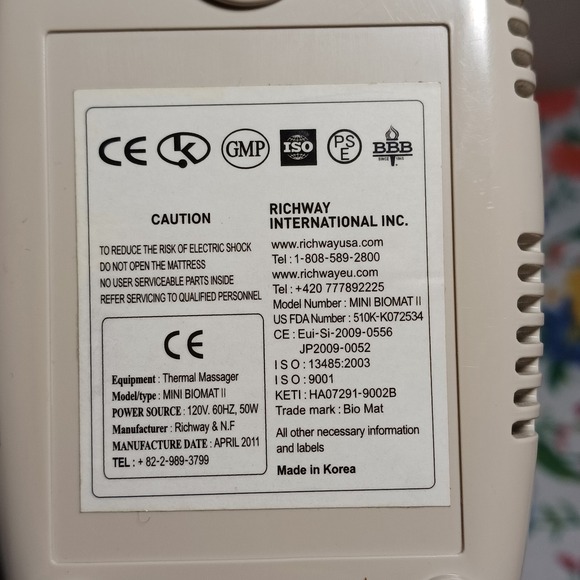 CE K GMP ISO PS E BBB
SINCE 1912
CAUTION
TO REDUCE THE RISK OF ELECTRIC SHOCK
DO NOT OPEN THE MATTRESS
NO USER SERVICEABLE PARTS INSIDE
REFER SERVICING TO QUALIFIED PERSONNEL
CE
Equipment : Thermal Massager
Model/type : MINI BIOMAT II
POWER SOURCE : 120V. 60HZ, 50W
Manufacturer : Richway & N.F
MANUFACTURE DATE : APRIL 2011
TEL : + 82-2-989-3799
RICHWAY
INTERNATIONAL INC.
www.richwayusa.com
Tel : 1-808-589-2800
www.richwayeu.com
Tel : +420 777892225
Model Number : MINI BIOMAT II
US FDA Number : 510K-K072534
CE : Eui-Si-2009-0556
JP2009-0052
ISO : 13485:2003
ISO : 9001
KETI : HA07291-9002B
Trade mark : Bio Mat
All other necessary information
and labels
Made in Korea